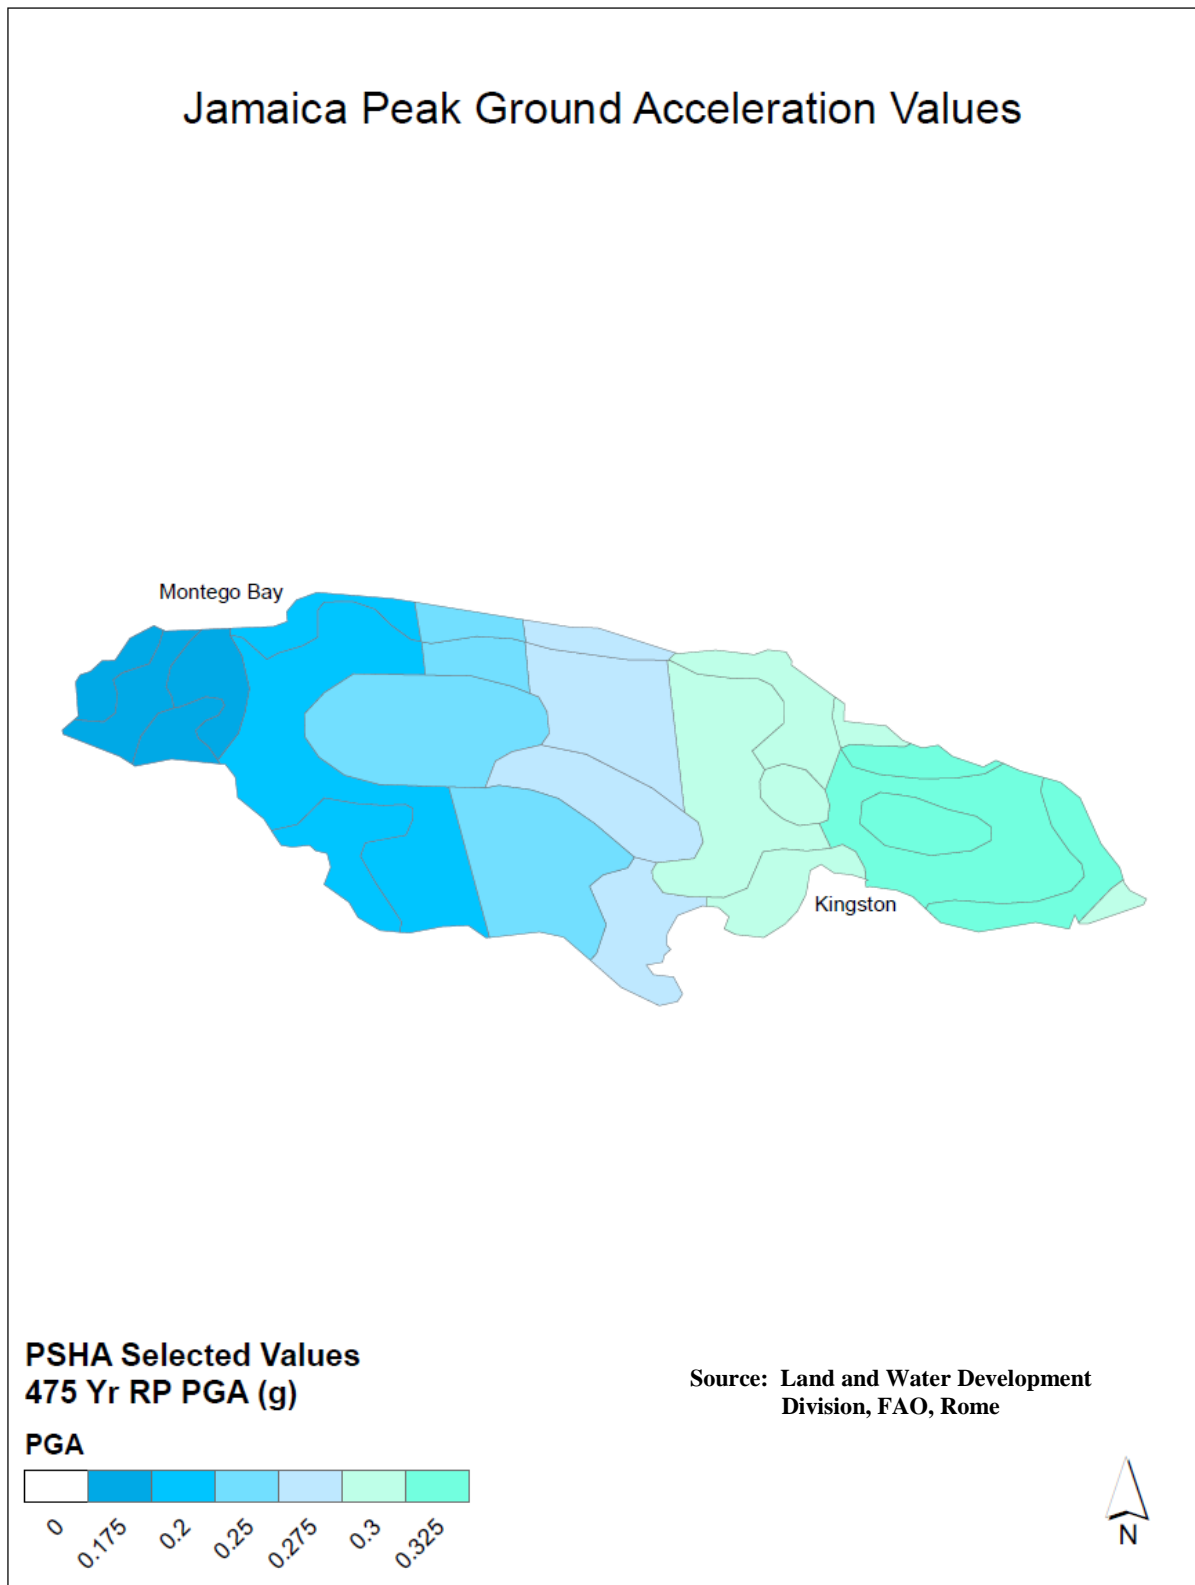 Jamaica Peak Ground Acceleration Values
Montego Bay
Kingston
PSHA Selected Values
475 Yr RP PGA (g)
Source: Land and Water Development
Division, FAO, Rome
PGA
0
0.175
0.2
0.25
0.275
0.3
0.325
N